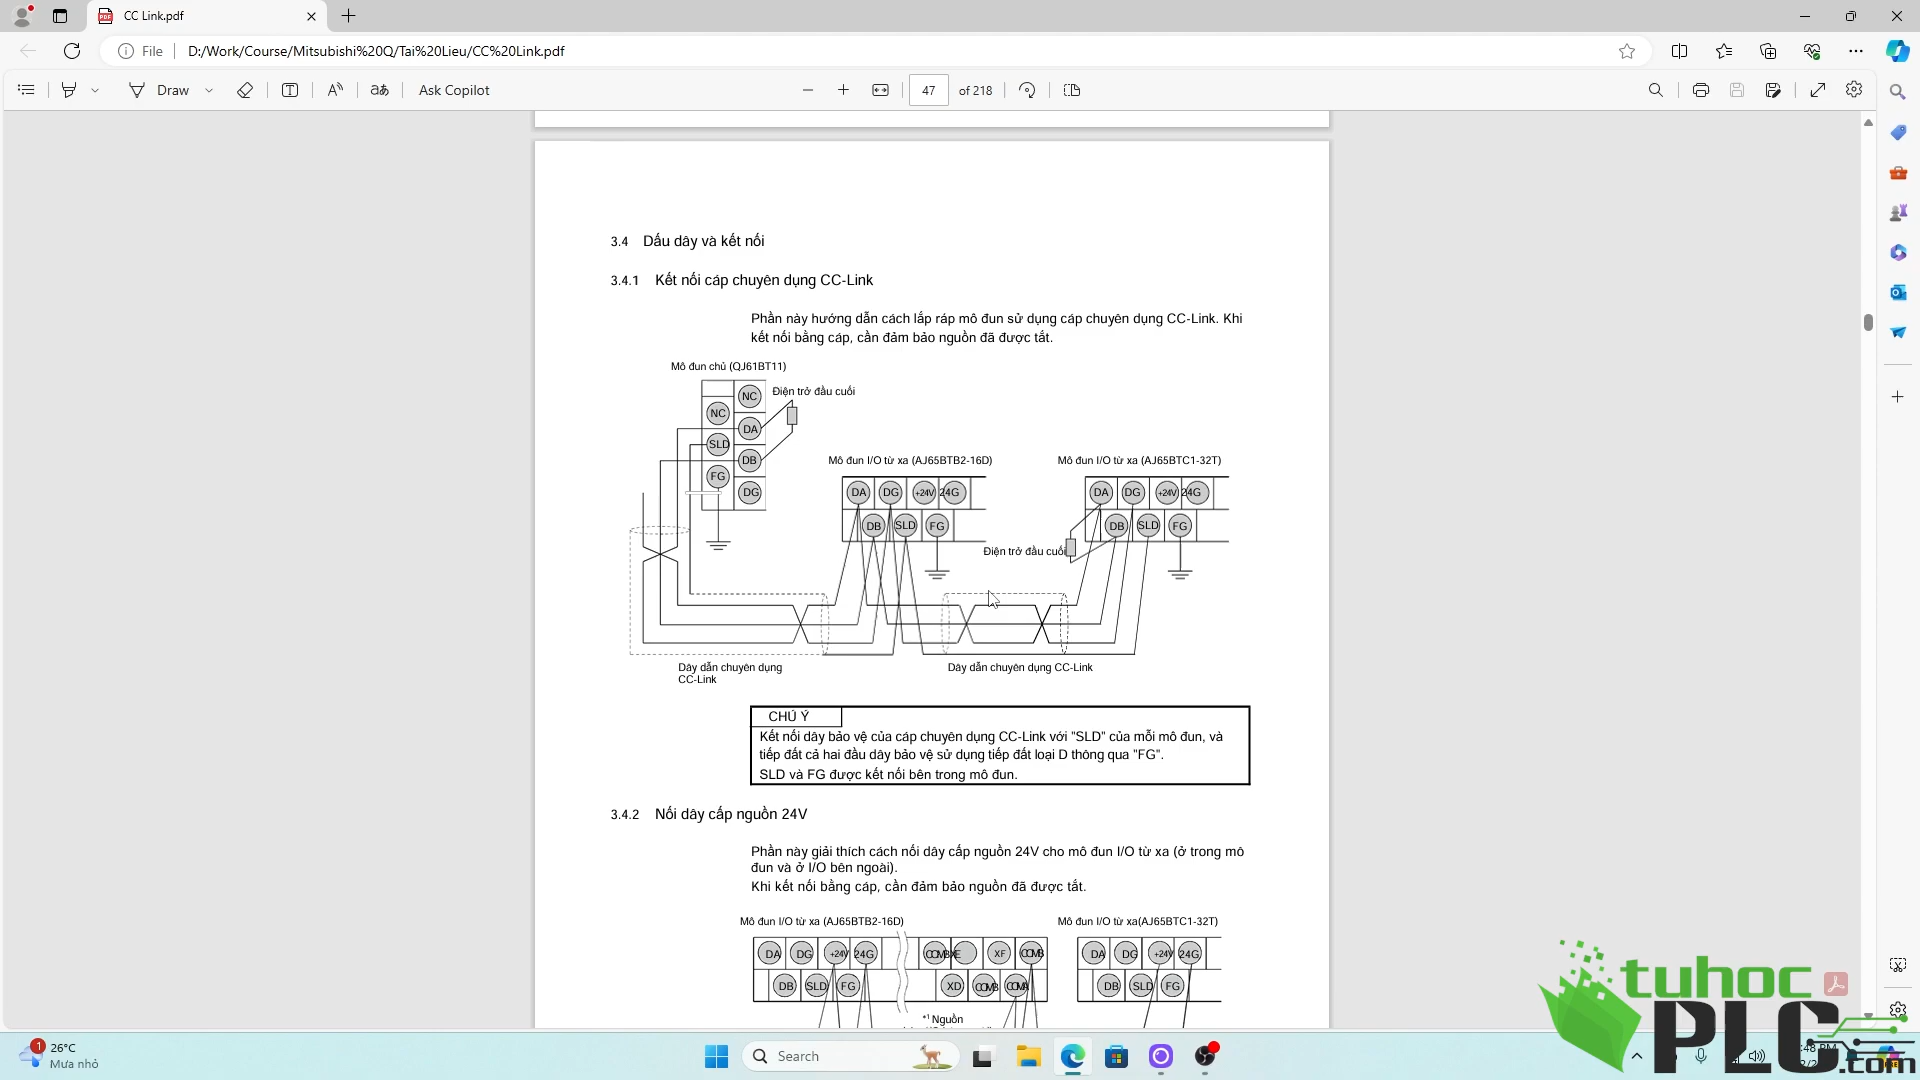 CC Link.pdf
File
D:/Work/Course/Mitsubishi%20Q/Tai%20Lieu/CC%20Link.pdf
Draw
Ask Copilot
47 of 218
3.4 Dấu dây và kết nối
3.4.1 Kết nối cáp chuyên dụng CC-Link
Phần này hướng dẫn cách lắp ráp mô đun sử dụng cáp chuyên dụng CC-Link. Khi
kết nối bằng cáp, cần đảm bảo nguồn đã được tắt.
Mô đun chủ (QJ61BT11)
Điện trở đầu cuối
NC
NC
DA
SLD
DB
FG
DG
Mô đun I/O từ xa (AJ65BTB2-16D)
Mô đun I/O từ xa (AJ65BTC1-32T)
DA DG +24V 24G
DA DG +24V 24G
DB SLD FG
DB SLD FG
Điện trở đầu cuối
Dây dẫn chuyên dụng
CC-Link
Dây dẫn chuyên dụng CC-Link
CHÚ Ý
Kết nối dây bảo vệ của cáp chuyên dụng CC-Link với "SLD" của mỗi mô đun, và
tiếp đất cả hai đầu dây bảo vệ sử dụng tiếp đất loại D thông qua "FG".
SLD và FG được kết nối bên trong mô đun.
3.4.2 Nối dây cấp nguồn 24V
Phần này giải thích cách nối dây cấp nguồn 24V cho mô đun I/O từ xa (ở trong mô
đun và ở I/O bên ngoài).
Khi kết nối bằng cáp, cần đảm bảo nguồn đã được tắt.
Mô đun I/O từ xa (AJ65BTB2-16D)
Mô đun I/O từ xa(AJ65BTC1-32T)
DA DG +24V 24G
XF
DA DG +24V 24G
DB SLD FG
XD
DB SLD FG
*1 Nguồn
tuhoc
PLC.com
1
26°C
Mưa nhỏ
Search